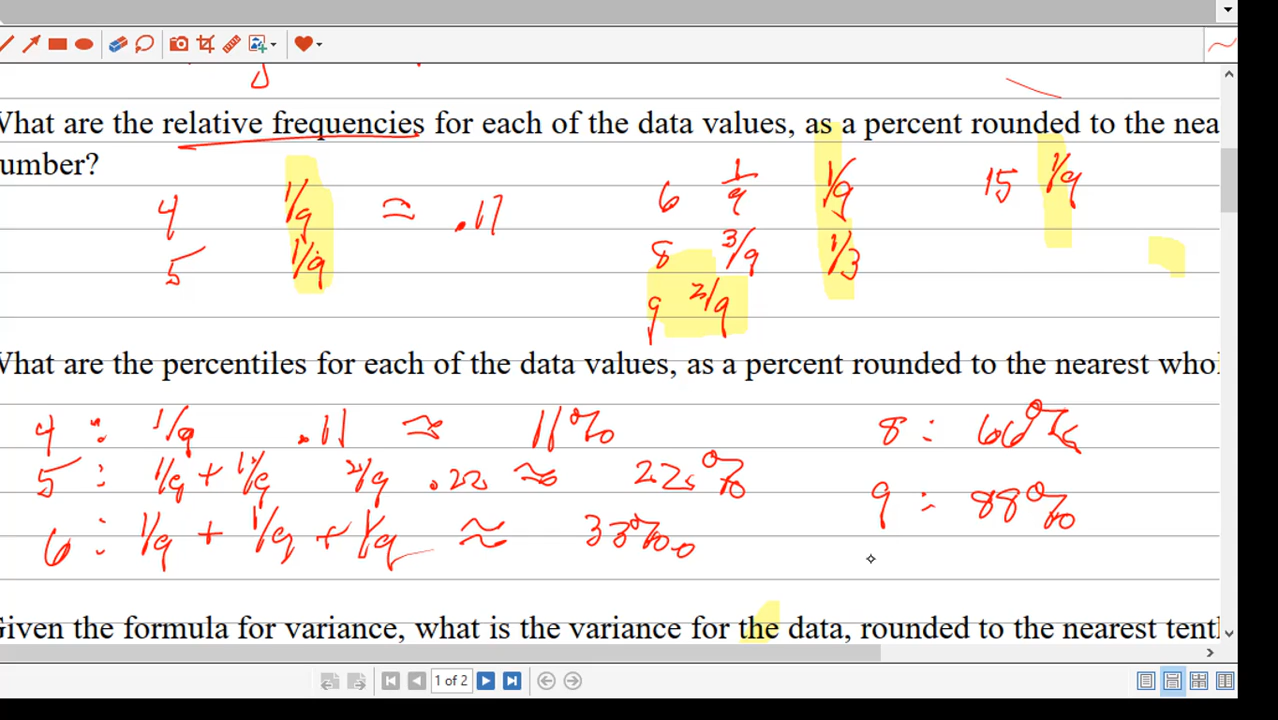 What are the relative frequencies for each of the data values, as a percent rounded to the nea
umber?
4 1/9 ≈ .11 6 1/9 1/9 15 1/9
5 1/9 8 3/9 1/3
9 2/9
What are the percentiles for each of the data values, as a percent rounded to the nearest whol
4 : 1/9 .11 ≈ 11% 8 : 66%
5 : 1/9 + 1/9 2/9 .22 ≈ 22% 9 : 88%
6 : 1/9 + 1/9 + 1/9 ≈ 33%
Given the formula for variance, what is the variance for the data, rounded to the nearest tent
1 of 2